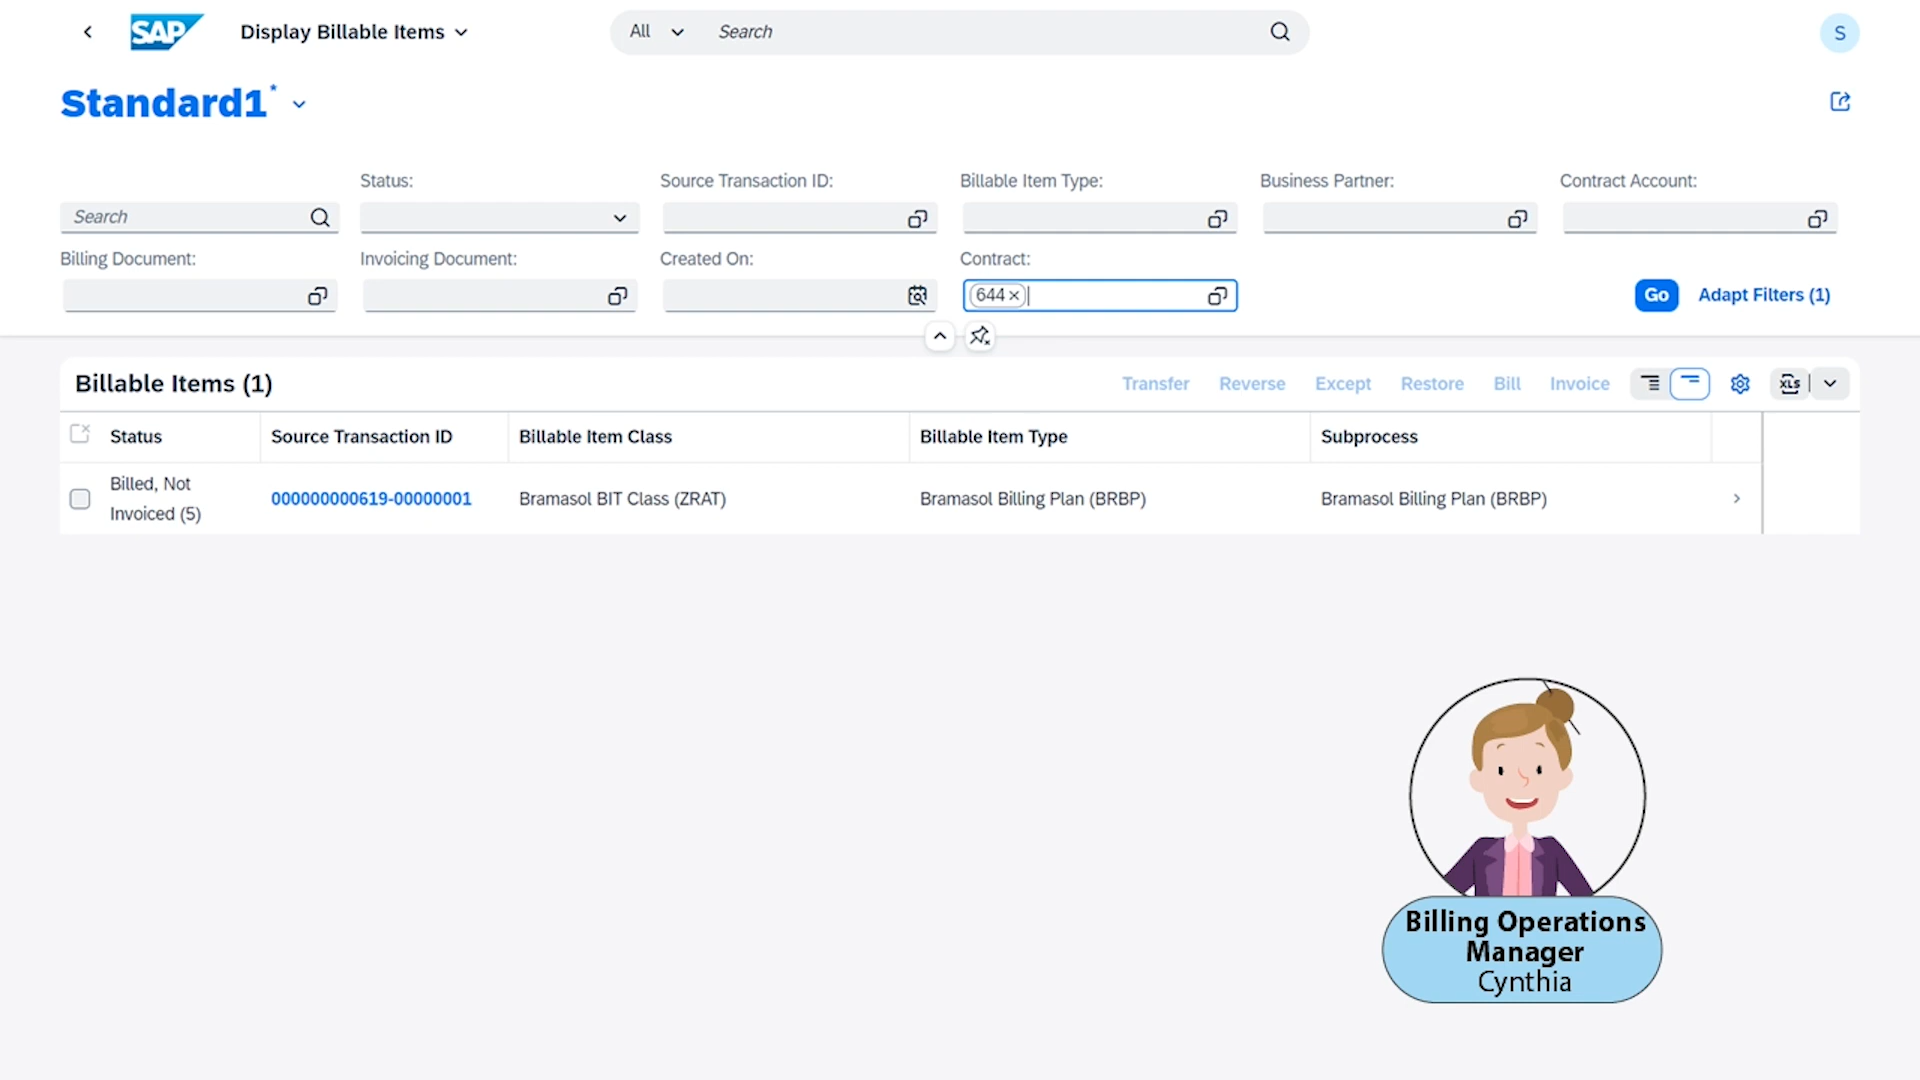 SAP
Display Billable Items
All
Search
S
Standard1*
Search
Status:
Source Transaction ID:
Billable Item Type:
Business Partner:
Contract Account:
Billing Document:
Invoicing Document:
Created On:
Contract:
644
Go
Adapt Filters (1)
Billable Items (1)
Transfer
Reverse
Except
Restore
Bill
Invoice
XLS
Status
Source Transaction ID
Billable Item Class
Billable Item Type
Subprocess
Billed, Not
Invoiced (5)
000000000619-00000001
Bramasol BIT Class (ZRAT)
Bramasol Billing Plan (BRBP)
Bramasol Billing Plan (BRBP)
Billing Operations
Manager
Cynthia